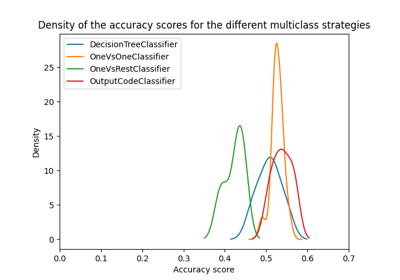 Density of the accuracy scores for the different multiclass strategies
DecisionTreeClassifier
OneVsOneClassifier
OneVsRestClassifier
OutputCodeClassifier
25
20
15
10
5
0
Density
0.0 0.1 0.2 0.3 0.4 0.5 0.6 0.7
Accuracy score